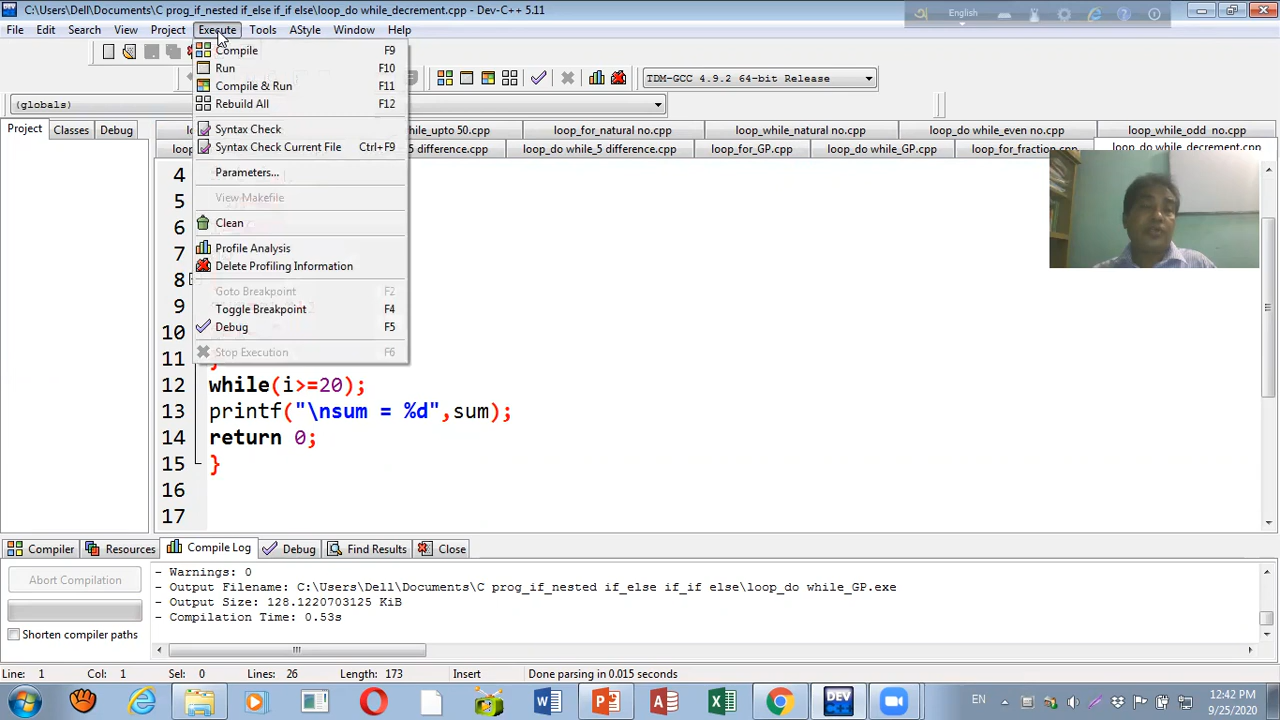 C:\Users\Dell\Documents\C prog_if_nested if_else if_if else\loop_do while_decrement.cpp - Dev-C++ 5.11
English
File Edit Search View Project Execute Tools AStyle Window Help
Compile F9
Run F10
Compile & Run F11
Rebuild All F12
Syntax Check
Syntax Check Current File Ctrl+F9
Parameters...
View Makefile
Clean
Profile Analysis
Delete Profiling Information
Goto Breakpoint F2
Toggle Breakpoint F4
Debug F5
Stop Execution F6
TDM-GCC 4.9.2 64-bit Release
(globals)
Project Classes Debug
while_upto 50.cpp loop_for_natural no.cpp loop_while_natural no.cpp loop_do while_even no.cpp loop_while_odd no.cpp
5 difference.cpp loop_do while_5 difference.cpp loop_for_GP.cpp loop_do while_GP.cpp loop_for_fraction.cpp loop_do while_decrement.cpp
4
5
6
7
8
9
10
11
12 while(i>=20);
13 printf("\nsum = %d",sum);
14 return 0;
15 }
16
17
Compiler Resources Compile Log Debug Find Results Close
Abort Compilation
Shorten compiler paths
- Warnings: 0
- Output Filename: C:\Users\Dell\Documents\C prog_if_nested if_else if_if else\loop_do while_GP.exe
- Output Size: 128.1220703125 KiB
- Compilation Time: 0.53s
Line: 1 Col: 1 Sel: 0 Lines: 26 Length: 173 Insert Done parsing in 0.015 seconds
DEV
EN
12:42 PM
9/25/2020